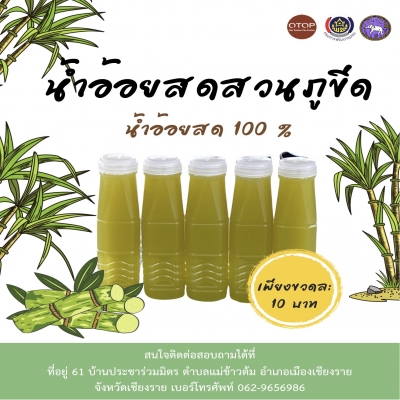 OTOP
น้ำอ้อยสดสวนภูขีด
น้ำอ้อยสด 100 %
เพียงขวดละ
10 บาท
สนใจติดต่อสอบถามได้ที่
ที่อยู่ 61 บ้านประชาร่วมมิตร ตำบลแม่ข้าวต้ม อำเภอเมืองเชียงราย
จังหวัดเชียงราย เบอร์โทรศัพท์ 062-9656986